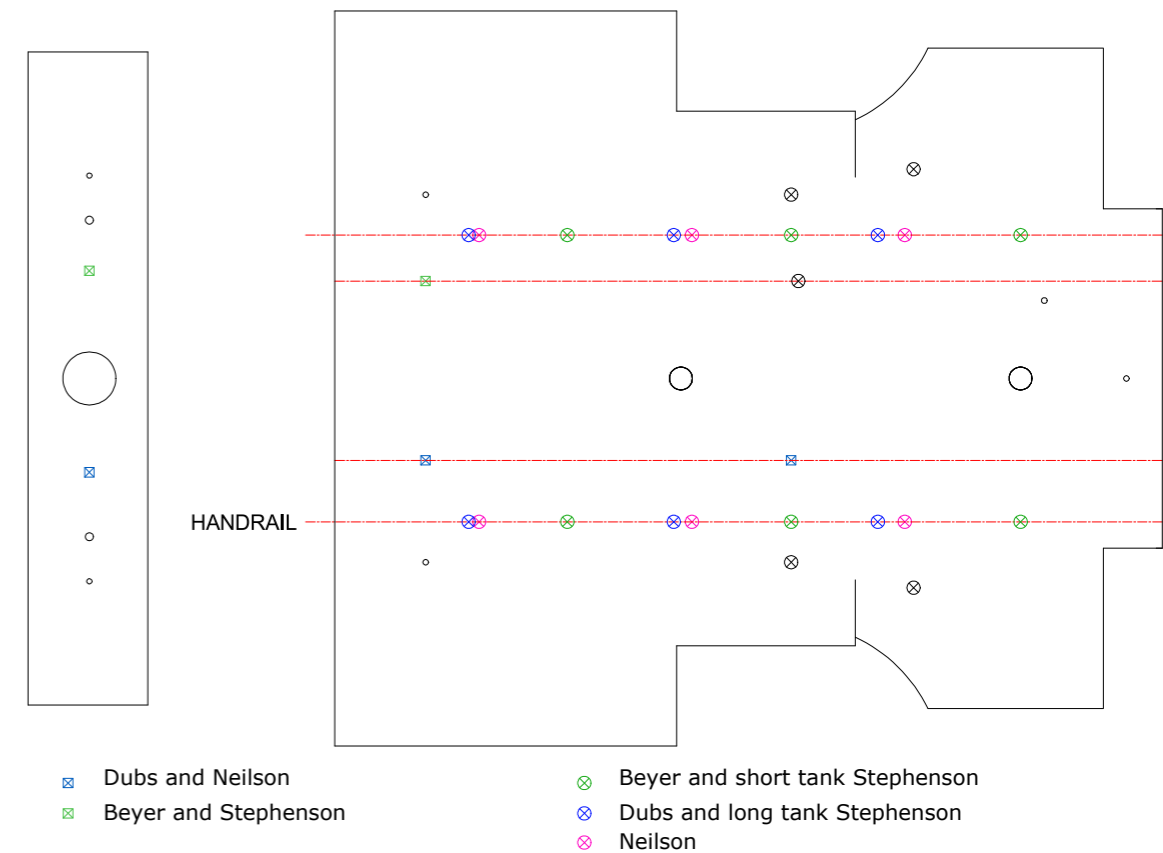 HANDRAIL
Dubs and Neilson
Beyer and Stephenson
Beyer and short tank Stephenson
Dubs and long tank Stephenson
Neilson